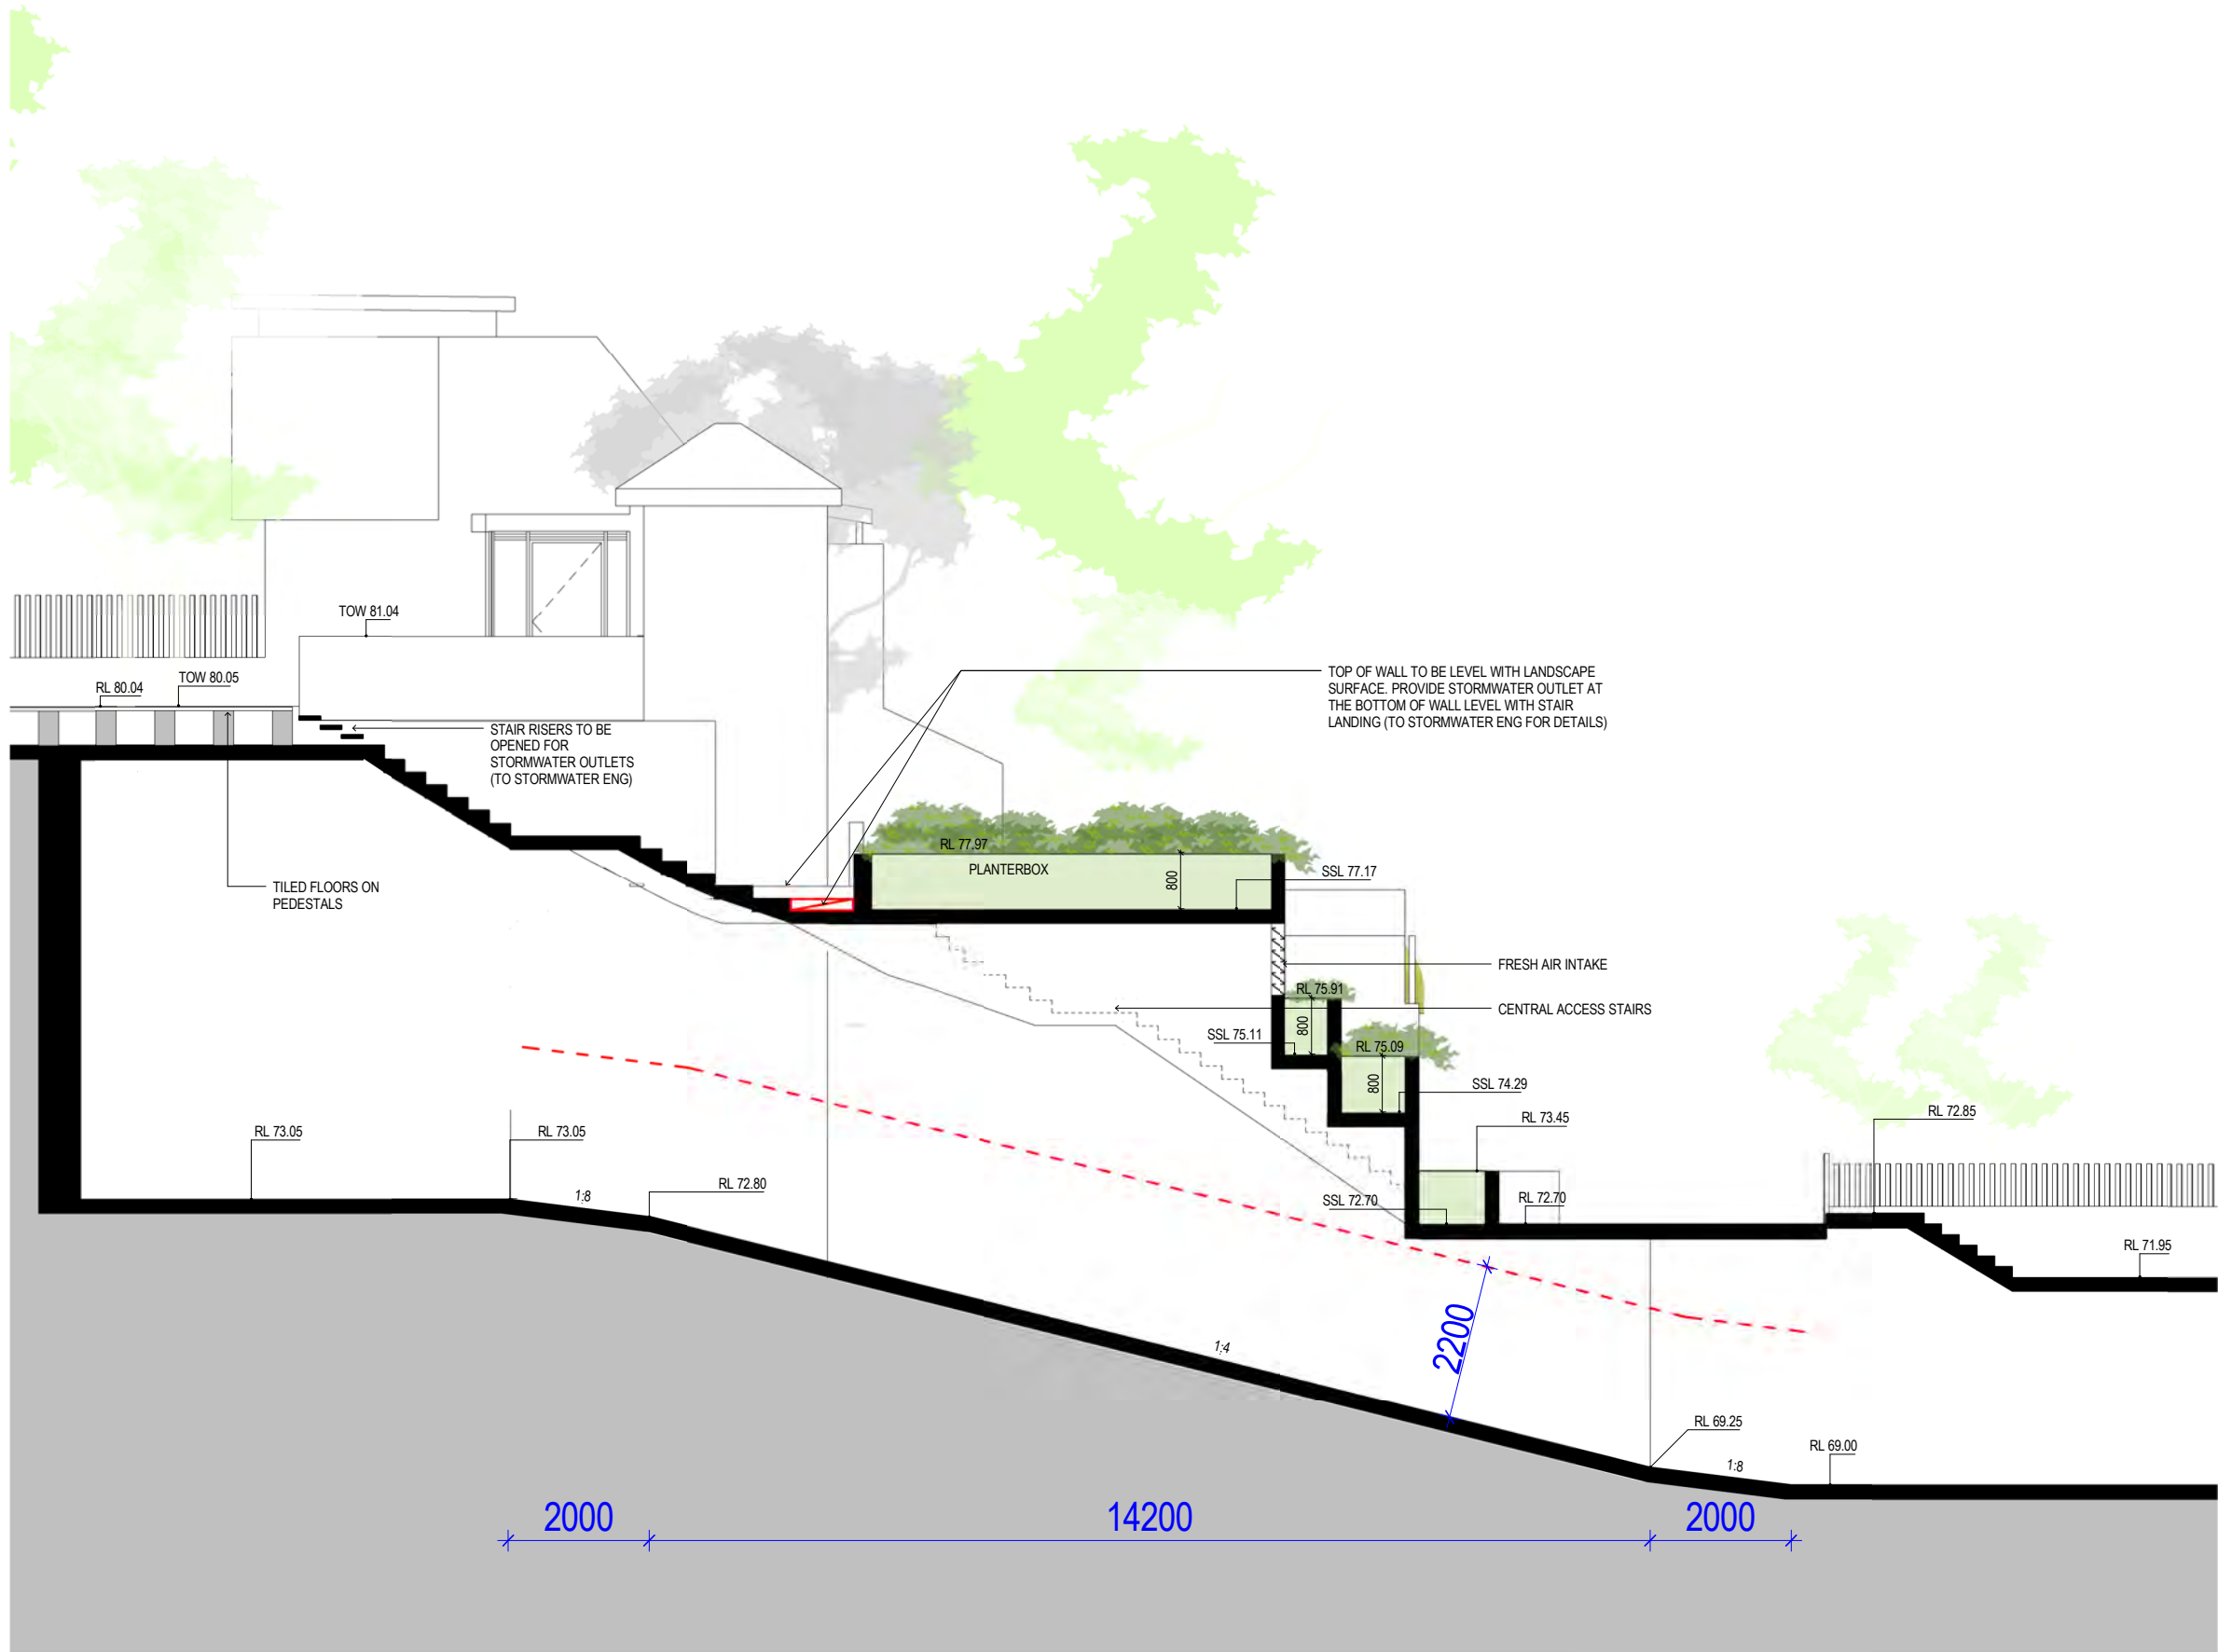 TOW 81.04
TOP OF WALL TO BE LEVEL WITH LANDSCAPE
SURFACE. PROVIDE STORMWATER OUTLET AT
THE BOTTOM OF WALL LEVEL WITH STAIR
LANDING (TO STORMWATER ENG FOR DETAILS)
RL 80.04
TOW 80.05
STAIR RISERS TO BE
OPENED FOR
STORMWATER OUTLETS
(TO STORMWATER ENG)
RL 77.97
PLANTERBOX
800
SSL 77.17
TILED FLOORS ON
PEDESTALS
FRESH AIR INTAKE
RL 75.91
CENTRAL ACCESS STAIRS
800
SSL 75.11
RL 75.09
800
SSL 74.29
RL 73.45
RL 72.85
RL 73.05
RL 73.05
RL 72.80
1:8
SSL 72.70
RL 72.70
RL 71.95
2200
1:4
RL 69.25
RL 69.00
1:8
2000
14200
2000